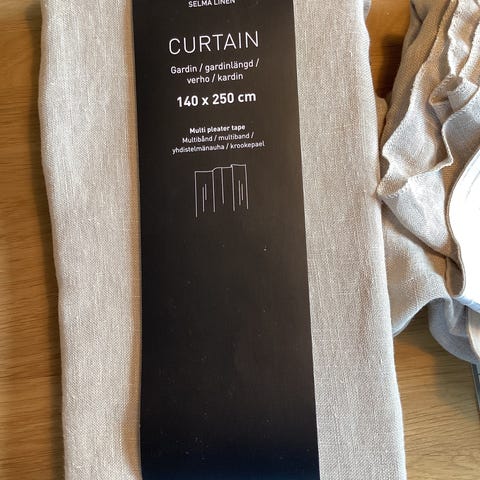 SELMA LINEN
CURTAIN
Gardin / gardinlängd /
verho / kardin
140 x 250 cm
Multi pleater tape
Multibånd / multiband /
yhdistelmänauha / krookepael